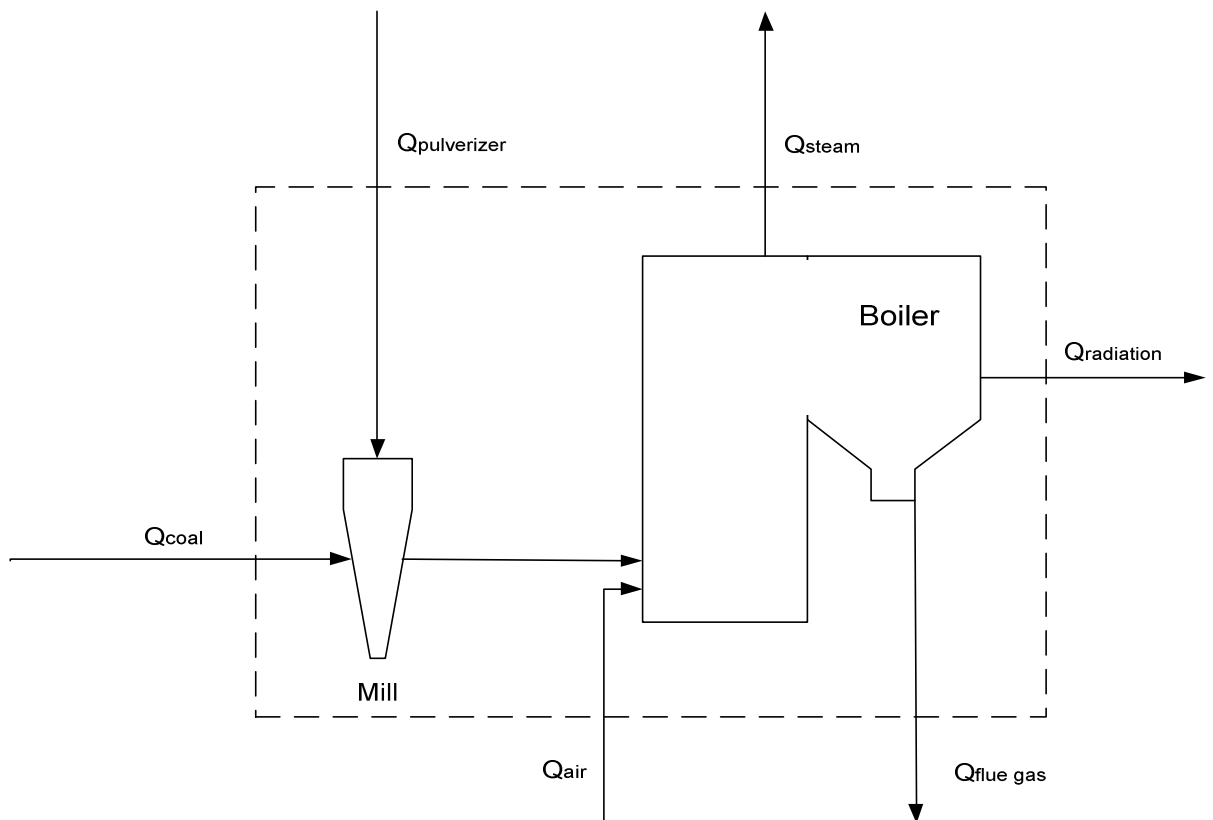 Qpulverizer
Qsteam
Boiler
Qradiation
Qcoal
Mill
Qair
Qflue gas